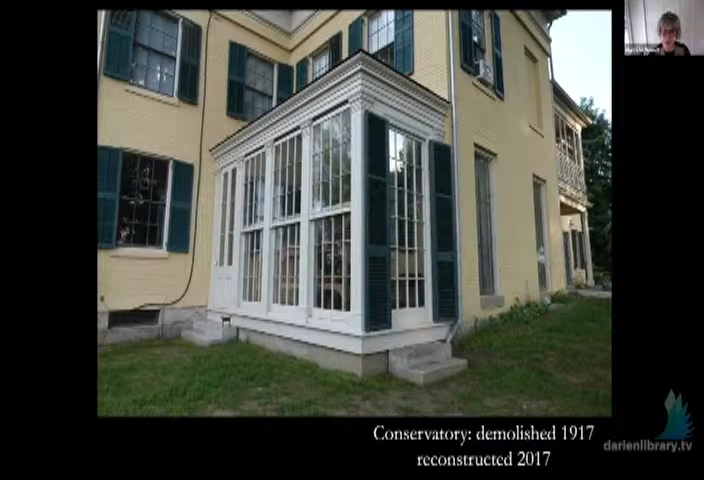 Conservatory: demolished 1917
reconstructed 2017
darienlibrary.tv